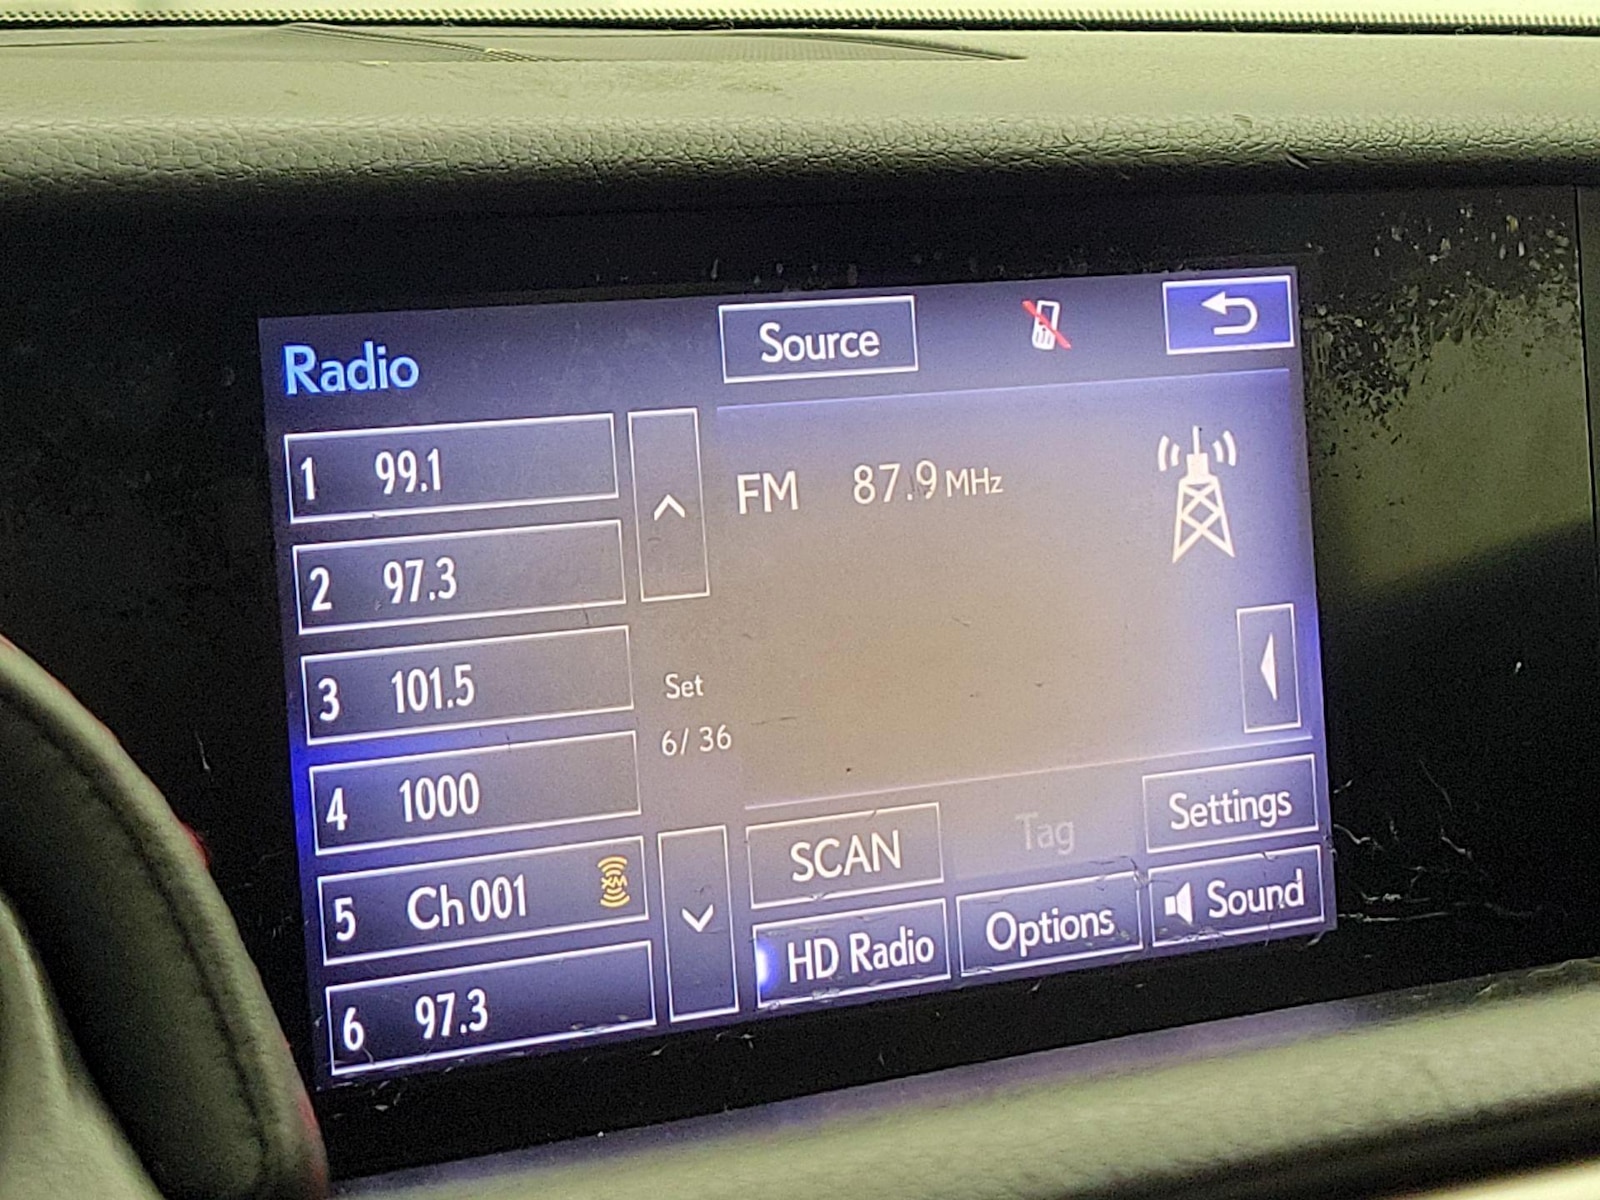 Radio
Source
1 99.1
2 97.3
3 101.5
4 1000
5 Ch001 XM
6 97.3
Set
6/ 36
FM 87.9 MHz
SCAN
Tag
Settings
HD Radio
Options
Sound